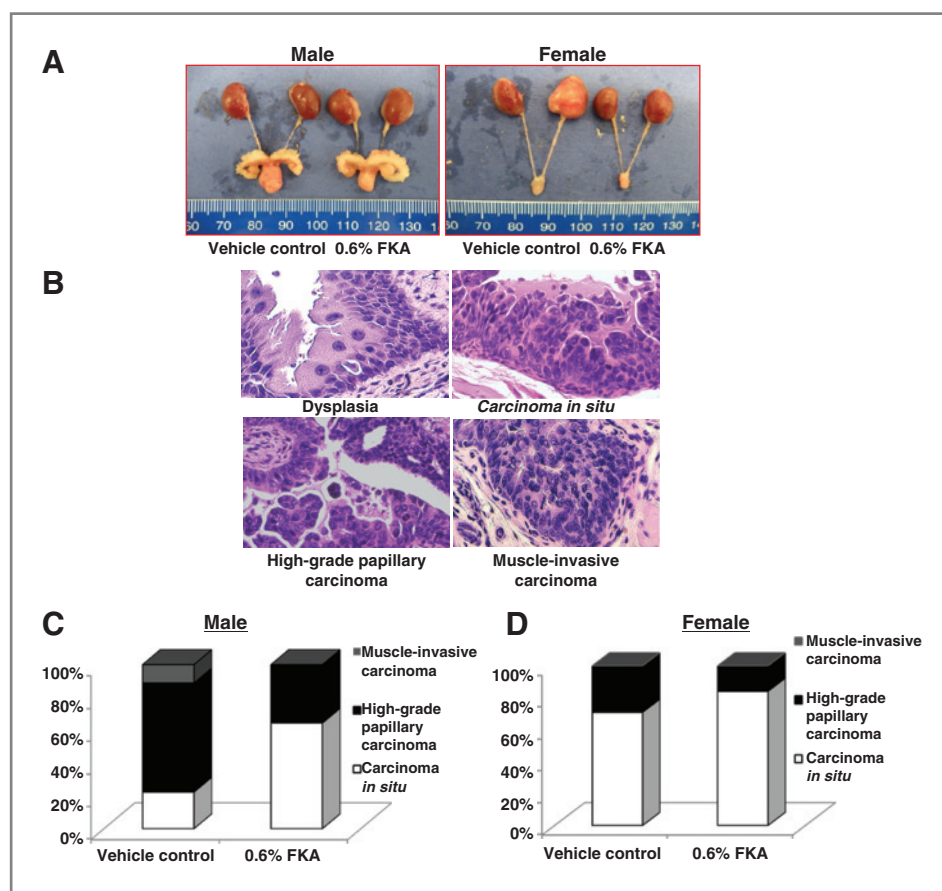 A
Male
Female
60 70 80 90 100 110 120 130
60 70 80 90 100 110 120 130
Vehicle control 0.6% FKA
Vehicle control 0.6% FKA
B
Dysplasia
Carcinoma in situ
High-grade papillary
carcinoma
Muscle-invasive
carcinoma
C
Male
100%
80%
60%
40%
20%
0%
Vehicle control
0.6% FKA
Muscle-invasive
carcinoma
High-grade
papillary
carcinoma
Carcinoma
in situ
D
Female
100%
80%
60%
40%
20%
0%
Vehicle control
0.6% FKA
Muscle-invasive
carcinoma
High-grade
papillary
carcinoma
Carcinoma
in situ